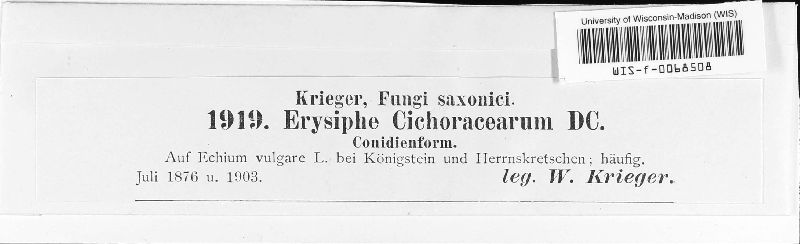 University of Wisconsin-Madison (WIS)
WIS-f-0068508
Krieger, Fungi saxonici.
1919. Erysiphe Cichoracearum DC.
Conidienform.
Auf Echium vulgare L. bei Königstein und Herrnskretschen; häufig.
Juli 1876 u. 1903. leg. W. Krieger.